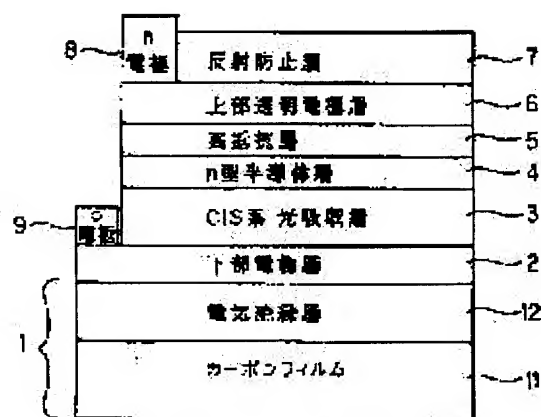 8
n
電極
反射防止膜
7
上部透明電極層
6
高抵抗層
5
n型半導体層
4
9
p
電極
CIS系 光吸収層
3
下部電極層
2
1
電気絶縁層
12
カーボンフィルム
11